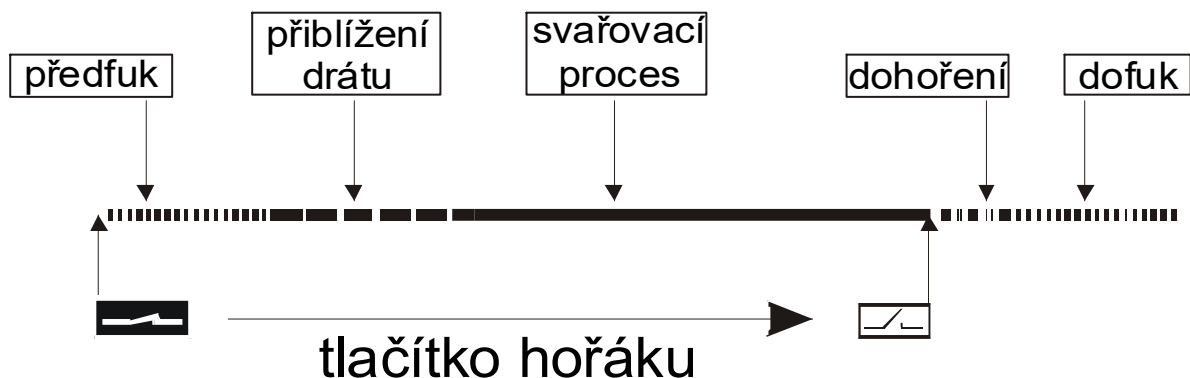 předfuk
přiblížení
drátu
svařovací
proces
dohoření
dofuk
tlačítko hořáku